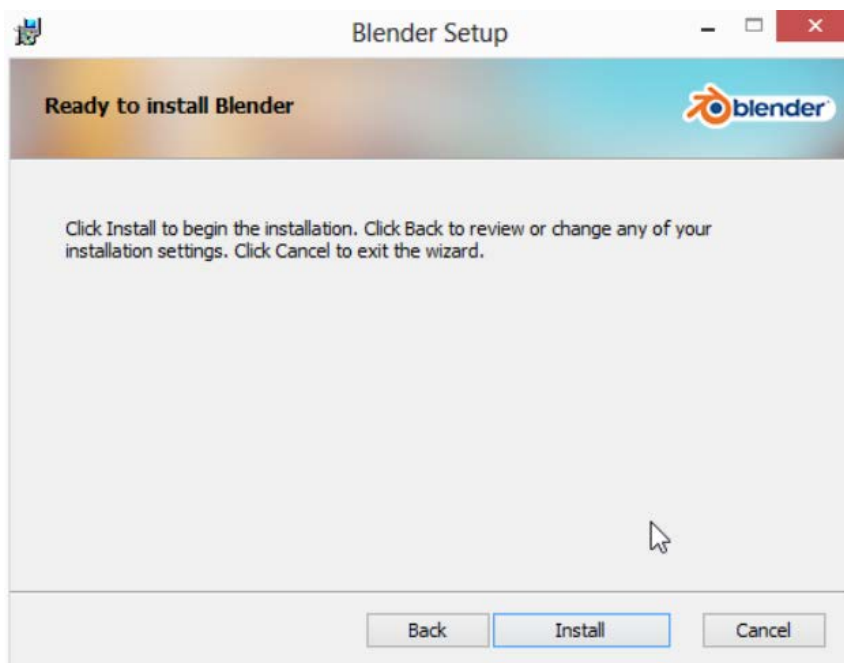 Blender Setup
Ready to install Blender
blender
Click Install to begin the installation. Click Back to review or change any of your
installation settings. Click Cancel to exit the wizard.
Back
Install
Cancel